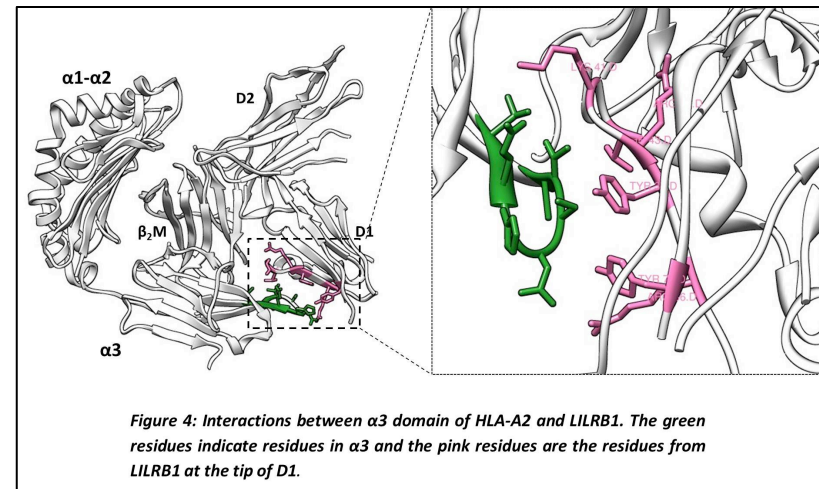 α1-α2
D2
β₂M
D1
α3
Figure 4: Interactions between α3 domain of HLA-A2 and LILRB1. The green
residues indicate residues in α3 and the pink residues are the residues from
LILRB1 at the tip of D1.